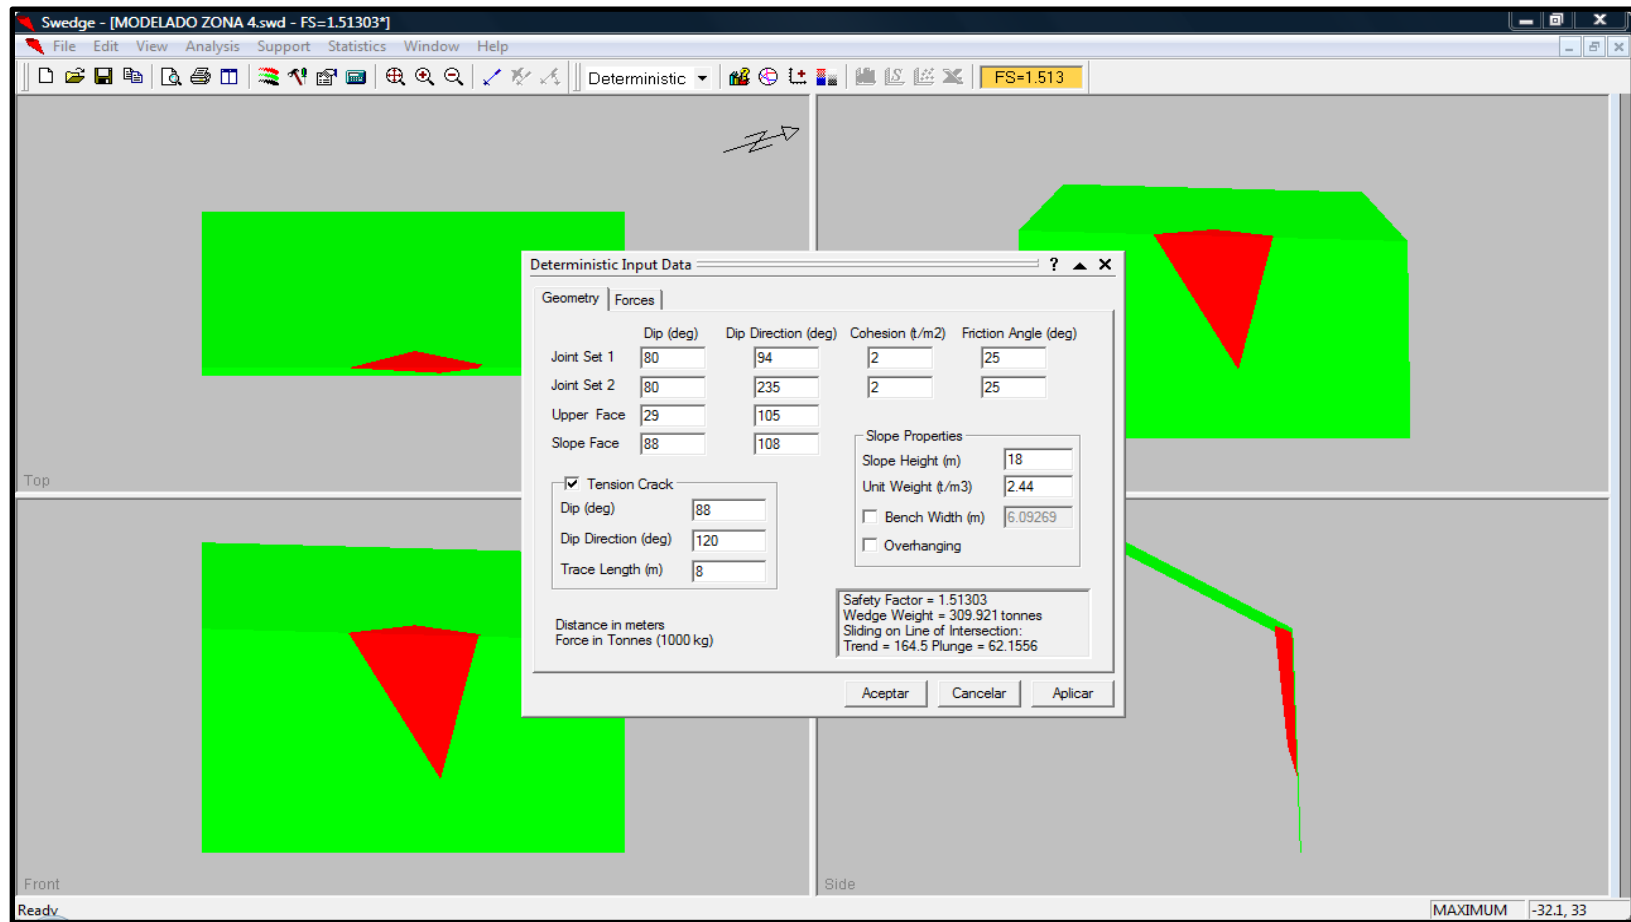 Swedge - [MODELADO ZONA 4.swd - FS=1.51303*]
File Edit View Analysis Support Statistics Window Help
Deterministic FS=1.513
Top
Deterministic Input Data
Geometry Forces
Dip (deg) Dip Direction (deg) Cohesion (t/m2) Friction Angle (deg)
Joint Set 1 80 94 2 25
Joint Set 2 80 235 2 25
Upper Face 29 105
Slope Face 88 108
Slope Properties
Slope Height (m) 18
Unit Weight (t/m3) 2.44
Bench Width (m) 6.09269
Overhanging
Tension Crack
Dip (deg) 88
Dip Direction (deg) 120
Trace Length (m) 8
Distance in meters
Force in Tonnes (1000 kg)
Safety Factor = 1.51303
Wedge Weight = 309.921 tonnes
Sliding on Line of Intersection:
Trend = 164.5 Plunge = 62.1556
Aceptar Cancelar Aplicar
Front
Side
Ready
MAXIMUM -32.1, 33